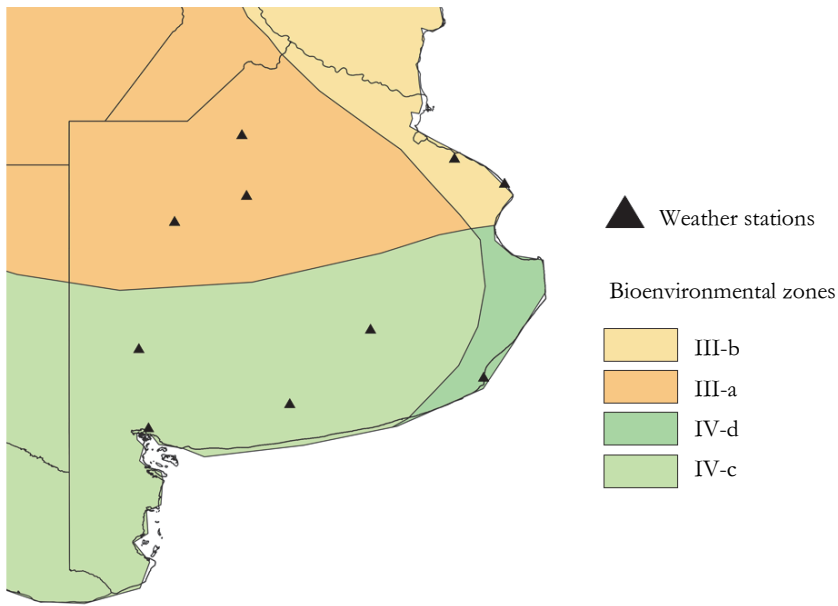 Weather stations
Bioenvironmental zones
III-b
III-a
IV-d
IV-c